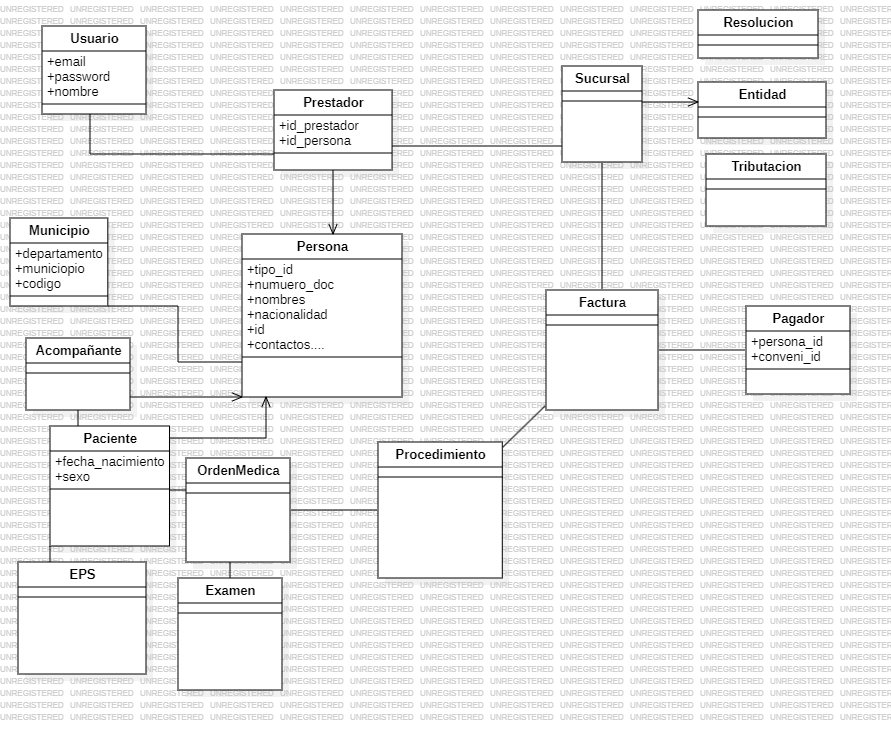 Usuario
+email
+password
+nombre
Prestador
+id_prestador
+id_persona
Sucursal
Resolucion
Entidad
Tributacion
Municipio
+departamento
+municiopio
+codigo
Persona
+tipo_id
+numuero_doc
+nombres
+nacionalidad
+id
+contactos....
Factura
Pagador
+persona_id
+conveni_id
Acompañante
Paciente
+fecha_nacimiento
+sexo
OrdenMedica
Procedimiento
EPS
Examen
UNREGISTERED